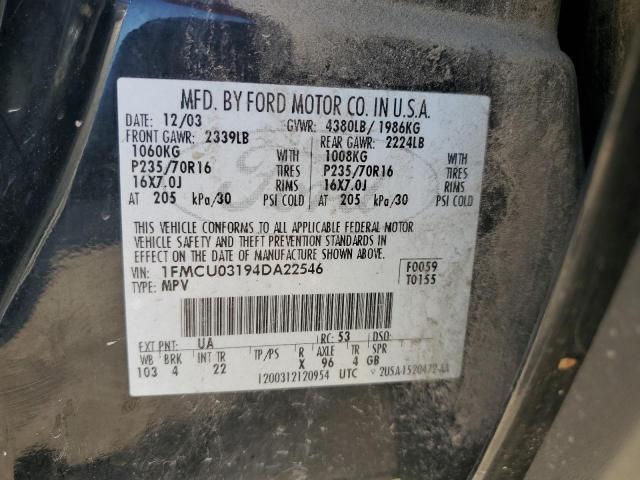 MFD. BY FORD MOTOR CO. IN U.S.A.
DATE: 12/03 GVWR: 4380LB/ 1986KG
FRONT GAWR: 2339LB REAR GAWR: 2224LB
1060KG WITH 1008KG WITH
P235/70R16 TIRES P235/70R16 TIRES
16X7.0J RIMS 16X7.0J RIMS
AT 205 kPa/30 PSI COLD AT 205 kPa/30 PSI COLD
THIS VEHICLE CONFORMS TO ALL APPLICABLE FEDERAL MOTOR
VEHICLE SAFETY AND THEFT PREVENTION STANDARDS IN
EFFECT ON THE DATE OF MANUFACTURE SHOWN ABOVE.
VIN: 1FMCU03194DA22546 F0059
TYPE: MPV T0155
EXT PNT: UA RC: 53 DSO:
WB BRK INT TR TP/PS R AXLE TR SPR
103 4 22 X 96 4 GB
1200312120954 UTC
Ford